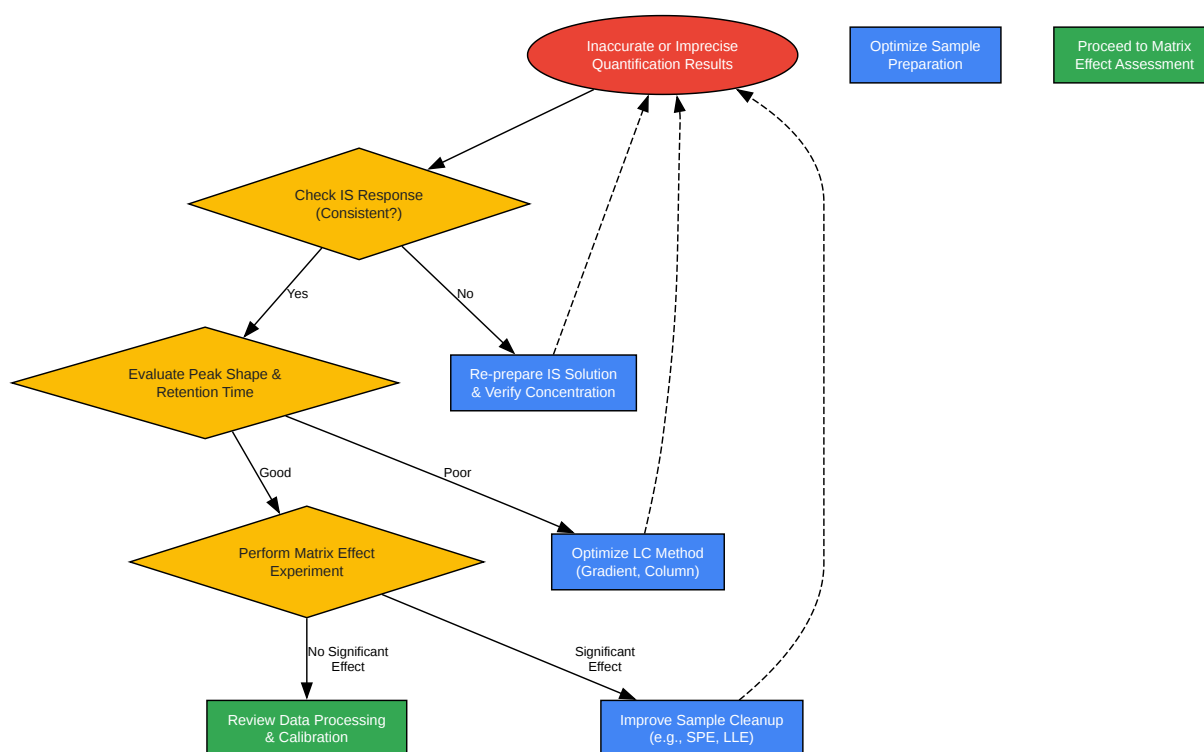 Inaccurate or Imprecise
Quantification Results
Optimize Sample
Preparation
Proceed to Matrix
Effect Assessment
Check IS Response
(Consistent?)
Yes
No
Evaluate Peak Shape &
Retention Time
Re-prepare IS Solution
& Verify Concentration
Good
Poor
Perform Matrix Effect
Experiment
Optimize LC Method
(Gradient, Column)
No Significant
Effect
Significant
Effect
Review Data Processing
& Calibration
Improve Sample Cleanup
(e.g., SPE, LLE)